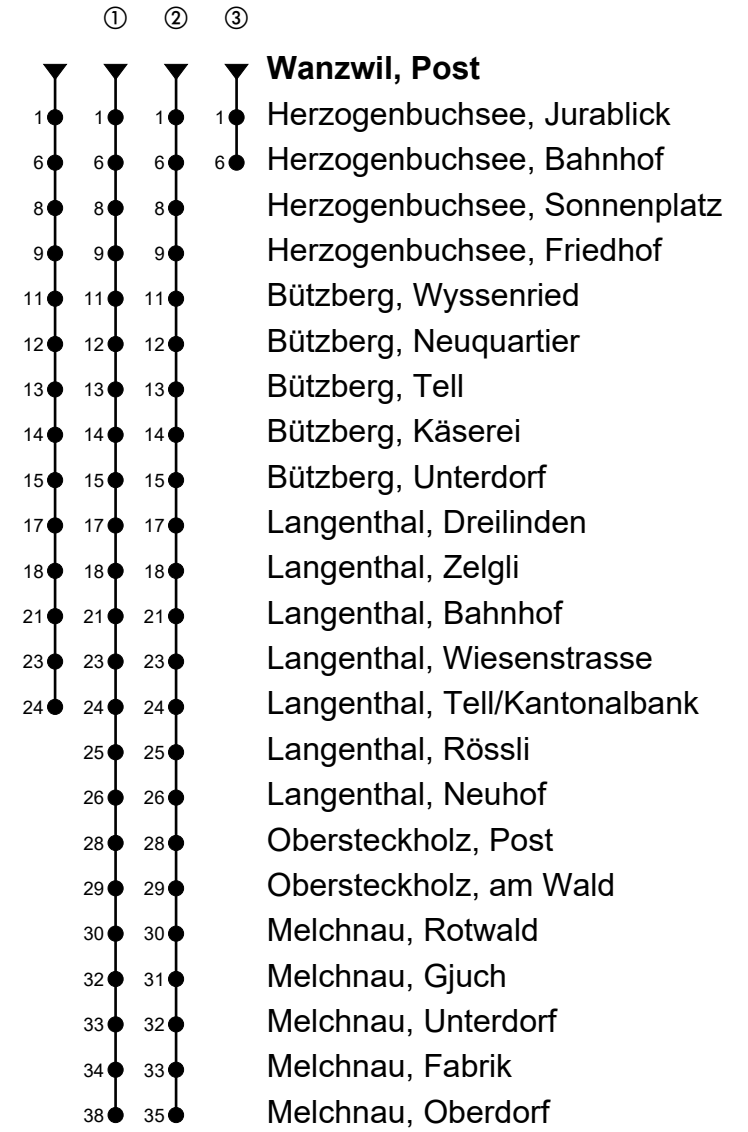 ① ② ③
Wanzwil, Post
1 1 1 1 Herzogenbuchsee, Jurablick
6 6 6 6 Herzogenbuchsee, Bahnhof
8 8 8 Herzogenbuchsee, Sonnenplatz
9 9 9 Herzogenbuchsee, Friedhof
11 11 11 Bützberg, Wyssenried
12 12 12 Bützberg, Neuquartier
13 13 13 Bützberg, Tell
14 14 14 Bützberg, Käserei
15 15 15 Bützberg, Unterdorf
17 17 17 Langenthal, Dreilinden
18 18 18 Langenthal, Zelgli
21 21 21 Langenthal, Bahnhof
23 23 23 Langenthal, Wiesenstrasse
24 24 24 Langenthal, Tell/Kantonalbank
25 25 Langenthal, Rössli
26 26 Langenthal, Neuhof
28 28 Obersteckholz, Post
29 29 Obersteckholz, am Wald
30 30 Melchnau, Rotwald
32 31 Melchnau, Gjuch
33 32 Melchnau, Unterdorf
34 33 Melchnau, Fabrik
38 35 Melchnau, Oberdorf